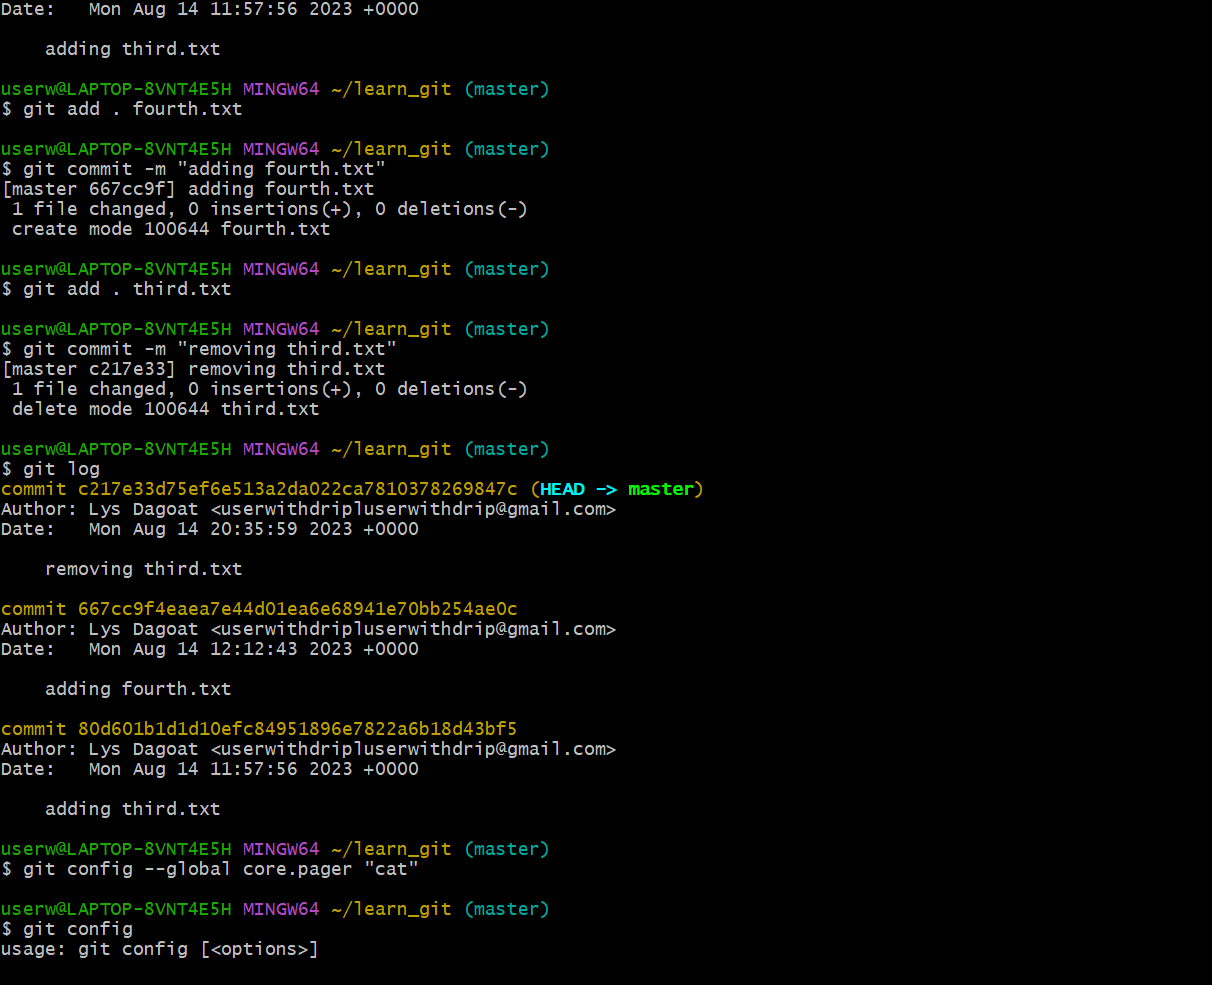 Date:   Mon Aug 14 11:57:56 2023 +0000
    adding third.txt
userw@LAPTOP-8VNT4E5H MINGW64 ~/learn_git (master)
$ git add . fourth.txt
userw@LAPTOP-8VNT4E5H MINGW64 ~/learn_git (master)
$ git commit -m "adding fourth.txt"
[master 667cc9f] adding fourth.txt
 1 file changed, 0 insertions(+), 0 deletions(-)
 create mode 100644 fourth.txt
userw@LAPTOP-8VNT4E5H MINGW64 ~/learn_git (master)
$ git add . third.txt
userw@LAPTOP-8VNT4E5H MINGW64 ~/learn_git (master)
$ git commit -m "removing third.txt"
[master c217e33] removing third.txt
 1 file changed, 0 insertions(+), 0 deletions(-)
 delete mode 100644 third.txt
userw@LAPTOP-8VNT4E5H MINGW64 ~/learn_git (master)
$ git log
commit c217e33d75ef6e513a2da022ca7810378269847c (HEAD -> master)
Author: Lys Dagoat <userwithdripluserwithdrip@gmail.com>
Date:   Mon Aug 14 20:35:59 2023 +0000
    removing third.txt
commit 667cc9f4eaea7e44d01ea6e68941e70bb254ae0c
Author: Lys Dagoat <userwithdripluserwithdrip@gmail.com>
Date:   Mon Aug 14 12:12:43 2023 +0000
    adding fourth.txt
commit 80d601b1d1d10efc84951896e7822a6b18d43bf5
Author: Lys Dagoat <userwithdripluserwithdrip@gmail.com>
Date:   Mon Aug 14 11:57:56 2023 +0000
    adding third.txt
userw@LAPTOP-8VNT4E5H MINGW64 ~/learn_git (master)
$ git config --global core.pager "cat"
userw@LAPTOP-8VNT4E5H MINGW64 ~/learn_git (master)
$ git config
usage: git config [<options>]